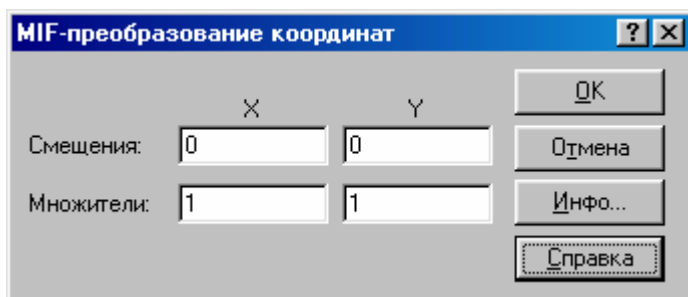 MIF-преобразование координат
X Y
OK
Смещения: 0 0
Отмена
Множители: 1 1
Инфо...
Справка